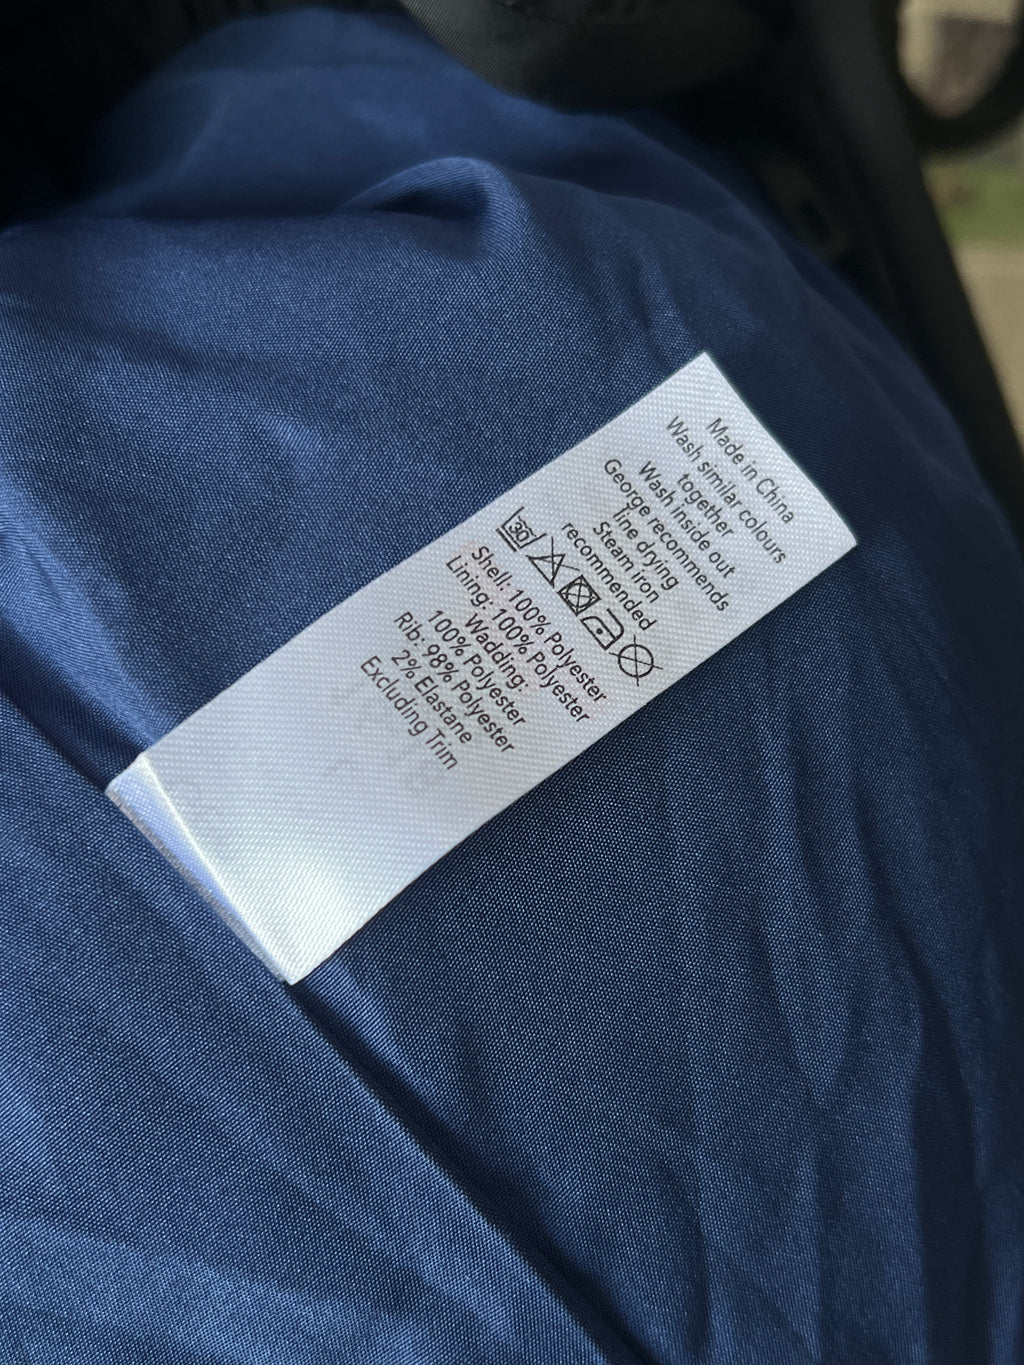 Made in China
Wash similar colours
together
Wash inside out
George recommends
line drying
Steam iron
recommended
30
Shell: 100% Polyester
Lining: 100% Polyester
Wadding:
100% Polyester
Rib: 98% Polyester
2% Elastane
Excluding Trim